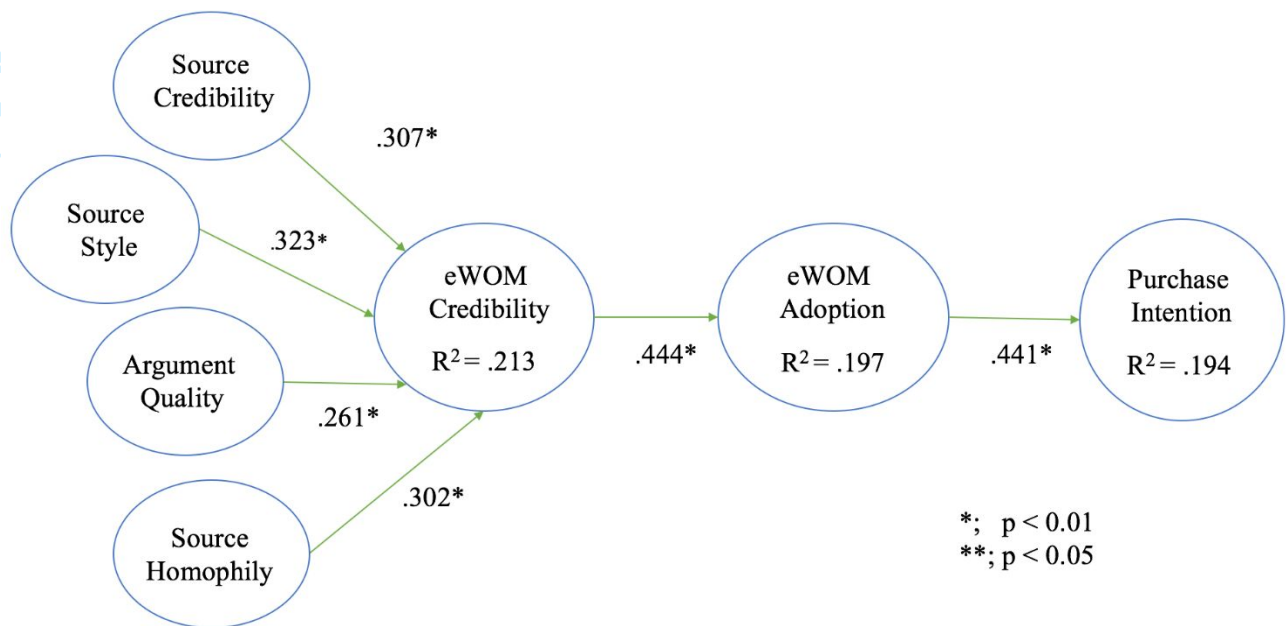 Source
Credibility
.307*
Source
Style
.323*
eWOM
Credibility
R² = .213
.444*
eWOM
Adoption
R² = .197
.441*
Purchase
Intention
R² = .194
Argument
Quality
.261*
.302*
Source
Homophily
*; p < 0.01
**; p < 0.05